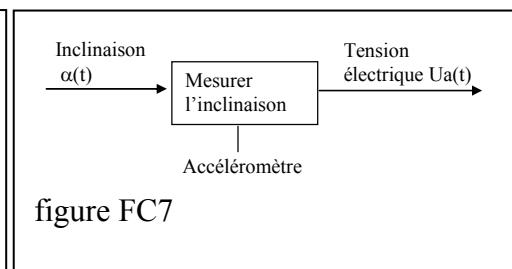 Inclinaison
α(t)
Mesurer
l’inclinaison
Tension
électrique Ua(t)
Accéléromètre
figure FC7